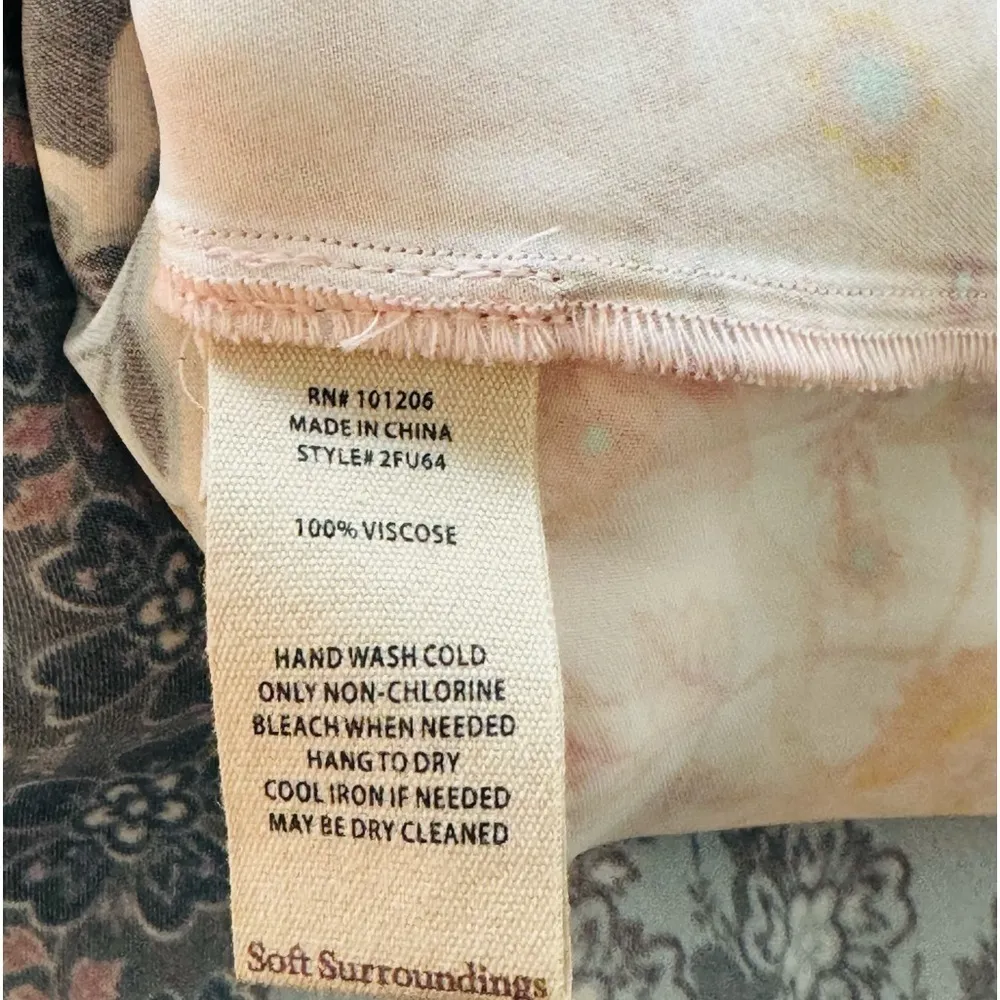 RN# 101206
MADE IN CHINA
STYLE# 2FU64
100% VISCOSE
HAND WASH COLD
ONLY NON-CHLORINE
BLEACH WHEN NEEDED
HANG TO DRY
COOL IRON IF NEEDED
MAY BE DRY CLEANED
Soft Surroundings